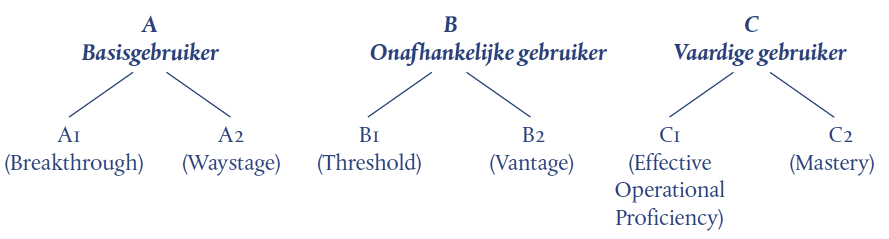 A
Basisgebruiker
B
Onafhankelijke gebruiker
C
Vaardige gebruiker
A1
(Breakthrough)
A2
(Waystage)
B1
(Threshold)
B2
(Vantage)
C1
(Effective
Operational
Proficiency)
C2
(Mastery)